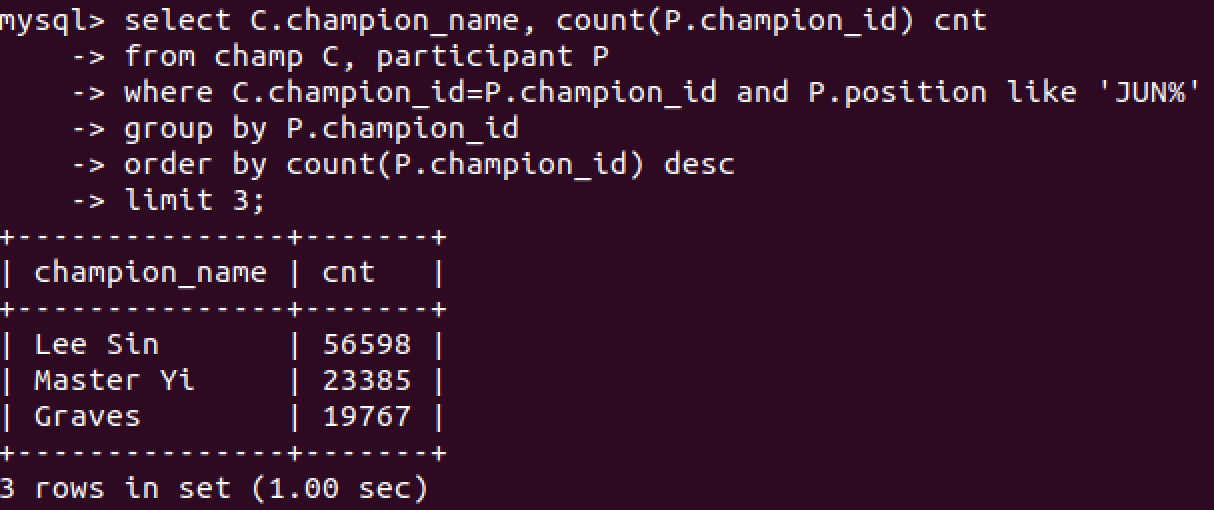 mysql> select C.champion_name, count(P.champion_id) cnt
    -> from champ C, participant P
    -> where C.champion_id=P.champion_id and P.position like 'JUN%'
    -> group by P.champion_id
    -> order by count(P.champion_id) desc
    -> limit 3;
+---------------+-------+
| champion_name | cnt   |
+---------------+-------+
| Lee Sin       | 56598 |
| Master Yi     | 23385 |
| Graves        | 19767 |
+---------------+-------+
3 rows in set (1.00 sec)